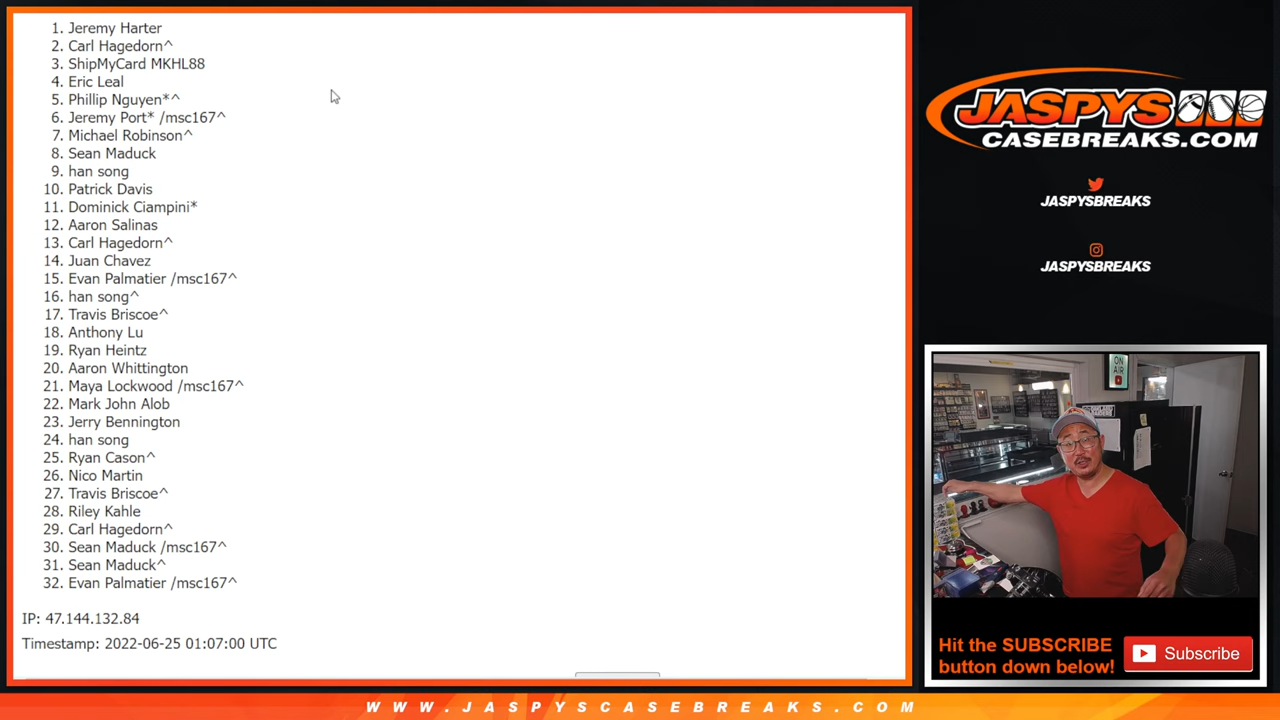 1. Jeremy Harter
2. Carl Hagedorn^
3. ShipMyCard MKHL88
4. Eric Leal
5. Phillip Nguyen*^
6. Jeremy Port* /msc167^
7. Michael Robinson^
8. Sean Maduck
9. han song
10. Patrick Davis
11. Dominick Ciampini*
12. Aaron Salinas
13. Carl Hagedorn^
14. Juan Chavez
15. Evan Palmatier /msc167^
16. han song^
17. Travis Briscoe^
18. Anthony Lu
19. Ryan Heintz
20. Aaron Whittington
21. Maya Lockwood /msc167^
22. Mark John Alob
23. Jerry Bennington
24. han song
25. Ryan Cason^
26. Nico Martin
27. Travis Briscoe^
28. Riley Kahle
29. Carl Hagedorn^
30. Sean Maduck /msc167^
31. Sean Maduck^
32. Evan Palmatier /msc167^
IP: 47.144.132.84
Timestamp: 2022-06-25 01:07:00 UTC
JASPYS
CASEBREAKS.COM
JASPYSBREAKS
JASPYSBREAKS
ON
AIR
Hit the SUBSCRIBE
button down below!
Subscribe
WWW.JASPYSCASEBREAKS.COM